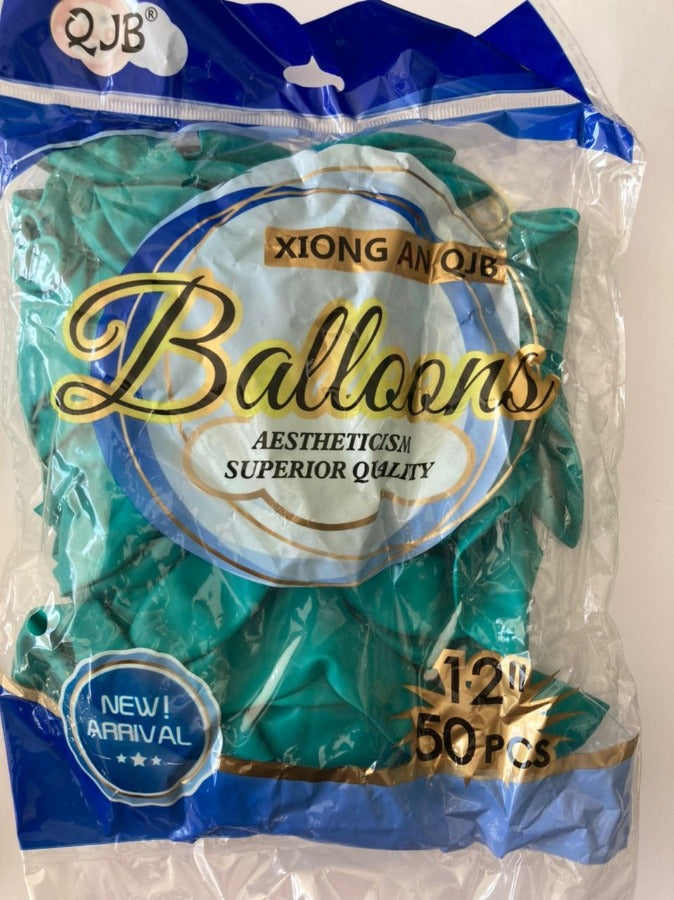 QJB®
XIONG AN QJB
Balloons
AESTHETICISM
SUPERIOR QUALITY
NEW!
ARRIVAL
12"
50 PCS